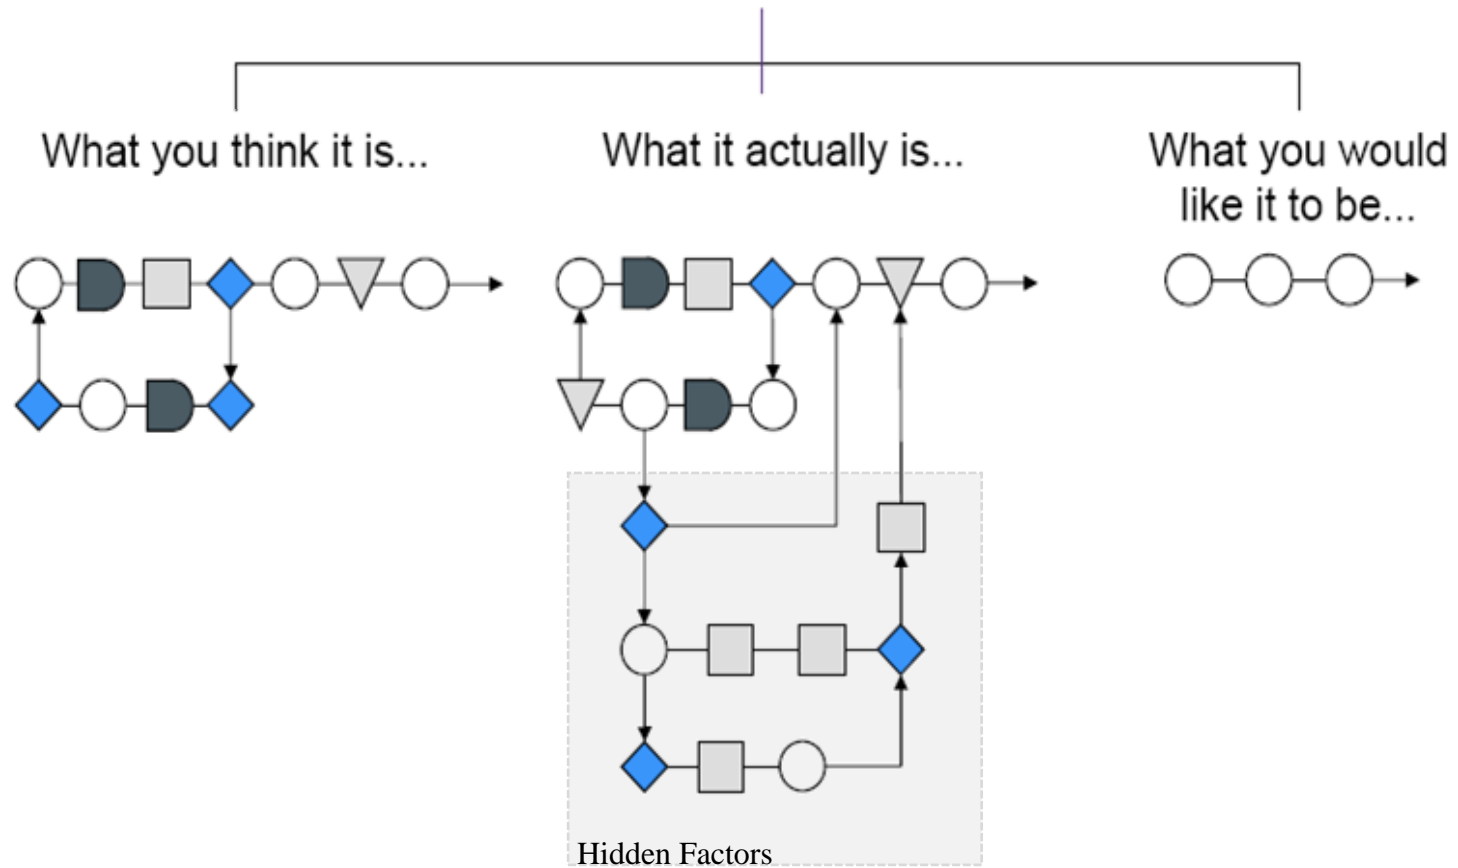 What you think it is...
What it actually is...
What you would
like it to be...
Hidden Factors